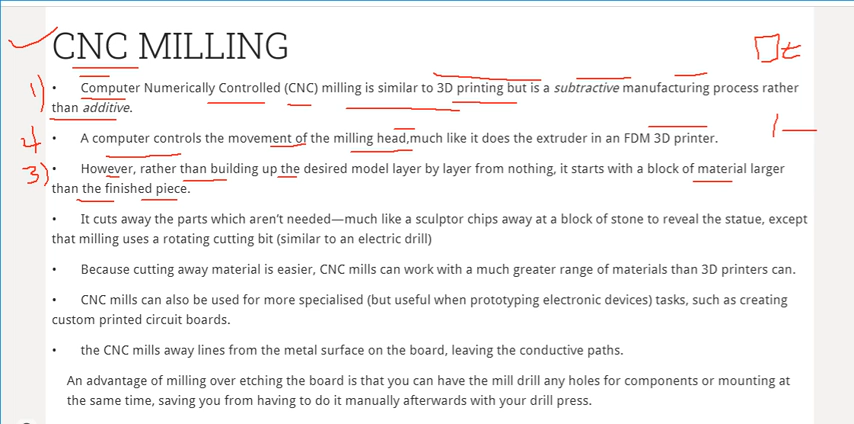 CNC MILLING
1) • Computer Numerically Controlled (CNC) milling is similar to 3D printing but is a subtractive manufacturing process rather
than additive.
• A computer controls the movement of the milling head,much like it does the extruder in an FDM 3D printer.
3) • However, rather than building up the desired model layer by layer from nothing, it starts with a block of material larger
than the finished piece.
• It cuts away the parts which aren’t needed—much like a sculptor chips away at a block of stone to reveal the statue, except
that milling uses a rotating cutting bit (similar to an electric drill)
• Because cutting away material is easier, CNC mills can work with a much greater range of materials than 3D printers can.
• CNC mills can also be used for more specialised (but useful when prototyping electronic devices) tasks, such as creating
custom printed circuit boards.
• the CNC mills away lines from the metal surface on the board, leaving the conductive paths.
An advantage of milling over etching the board is that you can have the mill drill any holes for components or mounting at
the same time, saving you from having to do it manually afterwards with your drill press.